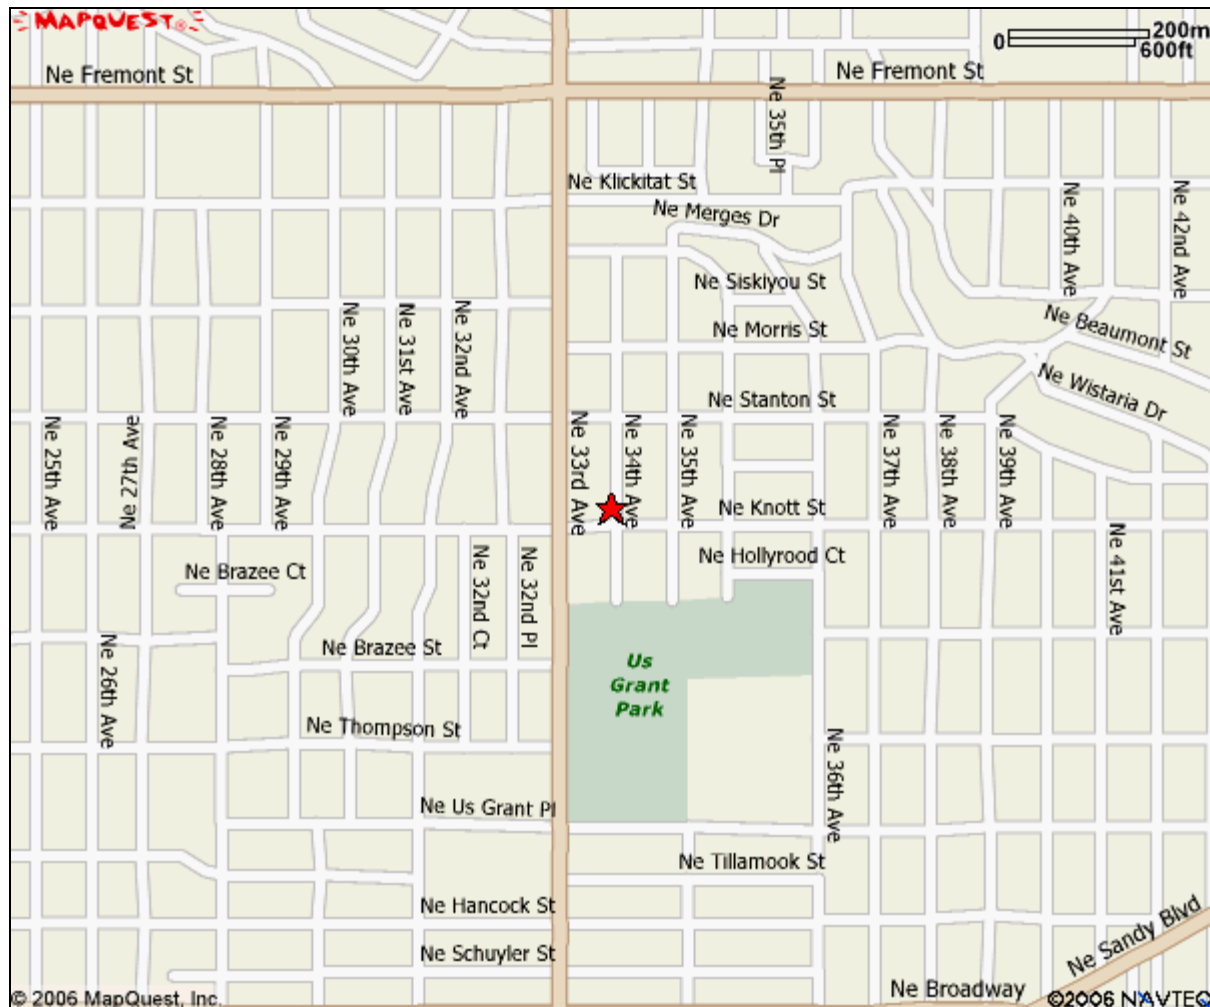 MAPQUEST®
0 200m
600ft
Ne Fremont St
Ne Fremont St
Ne 35th Pl
Ne Klickitat St
Ne Merges Dr
Ne 40th Ave
Ne 42nd Ave
Ne Siskiyou St
Ne Morris St
Ne Beaumont St
Ne 30th Ave
Ne 31st Ave
Ne 32nd Ave
Ne Wistaria Dr
Ne Stanton St
Ne 25th Ave
Ne 27th Ave
Ne 28th Ave
Ne 29th Ave
Ne 33rd Ave
Ne 34th Ave
Ne 35th Ave
Ne 37th Ave
Ne 38th Ave
Ne 39th Ave
Ne Knott St
Ne Hollyrood Ct
Ne 41st Ave
Ne Brazee Ct
Ne 32nd Ct
Ne 32nd Pl
Ne 26th Ave
Ne Brazee St
Us
Grant
Park
Ne Thompson St
Ne 36th Ave
Ne Us Grant Pl
Ne Tillamook St
Ne Hancock St
Ne Schuyler St
Ne Sandy Blvd
Ne Broadway
© 2006 MapQuest, Inc.
©2006 NAVTEQ